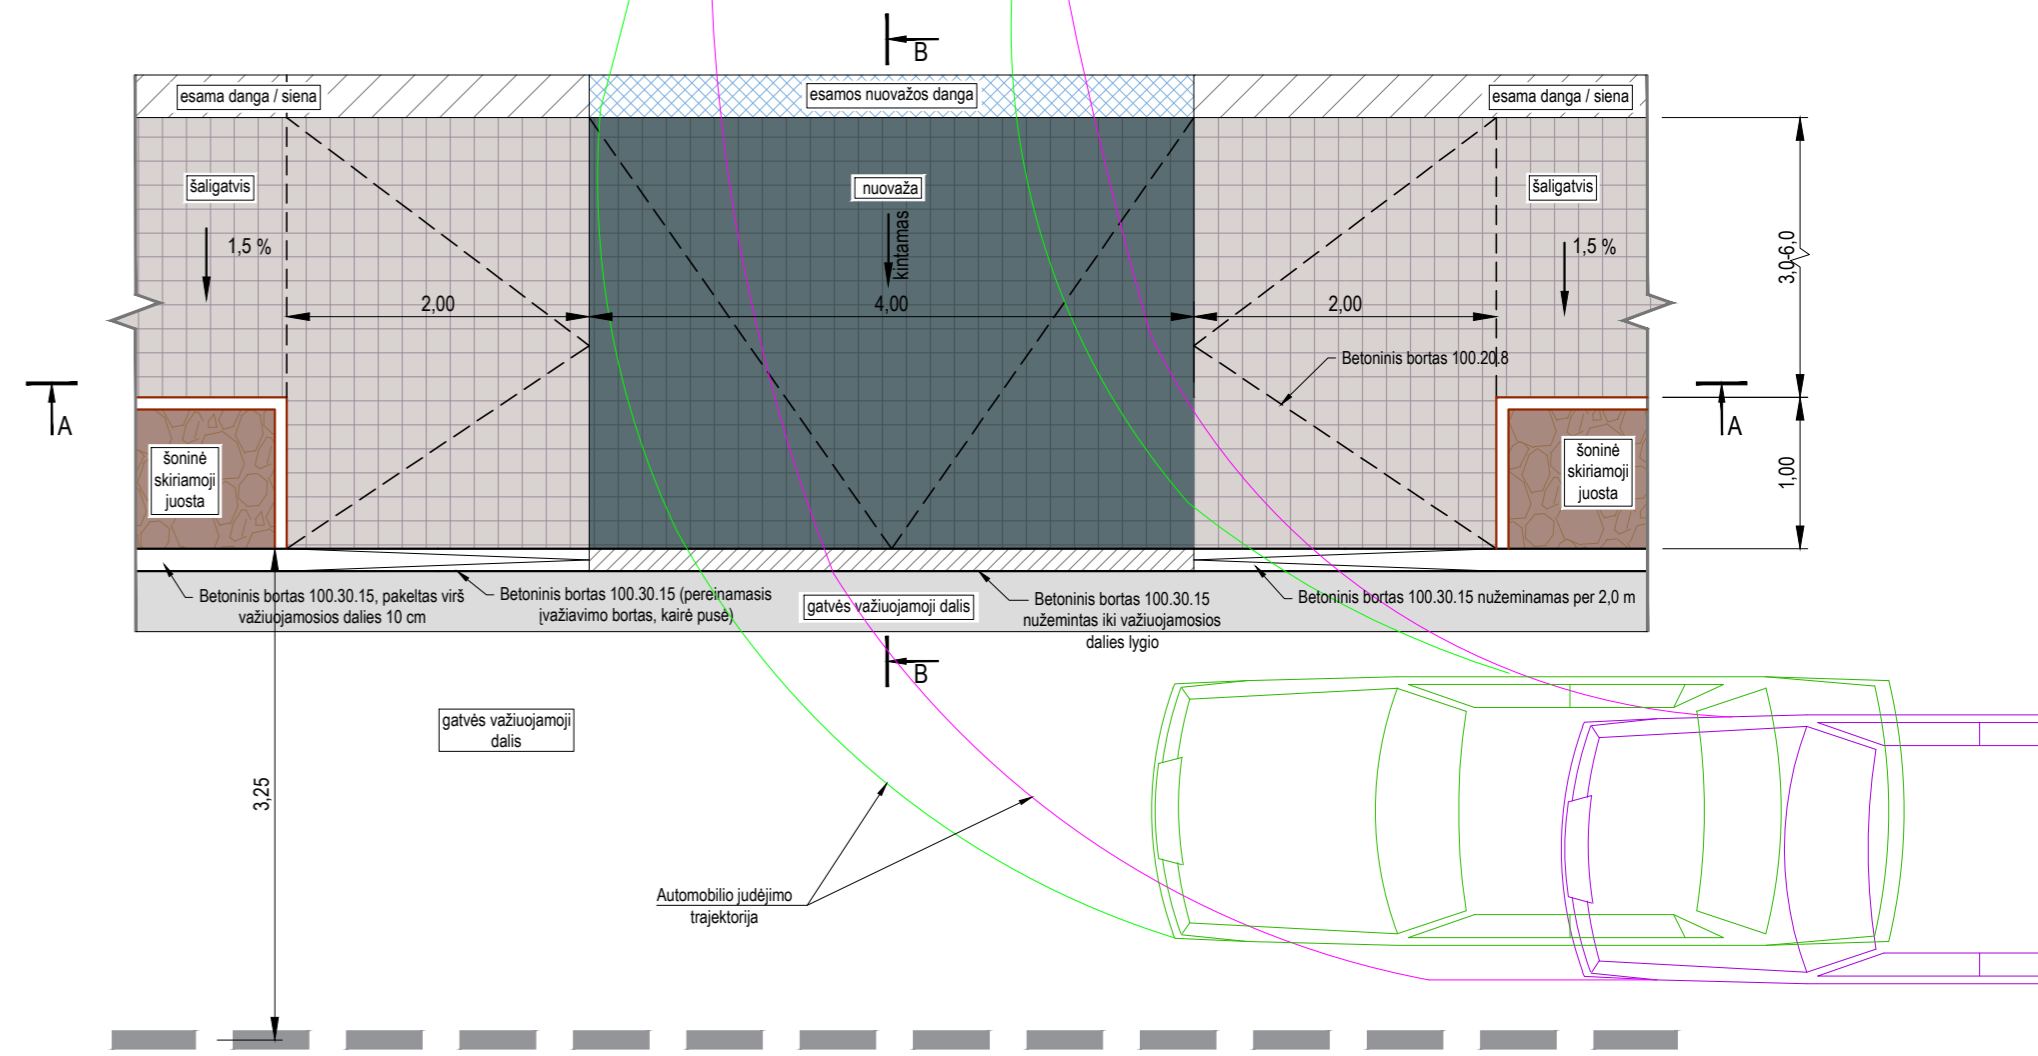 B
esama danga / siena
esamos nuovažos danga
esama danga / siena
šaligatvis
nuovaža
šaligatvis
1,5 %
kintamas
1,5 %
3,0-6,0
2,00
4,00
2,00
Betoninis bortas 100.20.8
A
A
šoninė
skiriamoji
juosta
šoninė
skiriamoji
juosta
1,00
Betoninis bortas 100.30.15, pakeltas virš
važiuojamosios dalies 10 cm
Betoninis bortas 100.30.15 (pereinamasis
įvažiavimo bortas, kairė pusė)
gatvės važiuojamoji dalis
Betoninis bortas 100.30.15
nužemintas iki važiuojamosios
dalies lygio
Betoninis bortas 100.30.15 nužeminamas per 2,0 m
B
gatvės važiuojamoji
dalis
3,25
Automobilio judėjimo
trajektorija